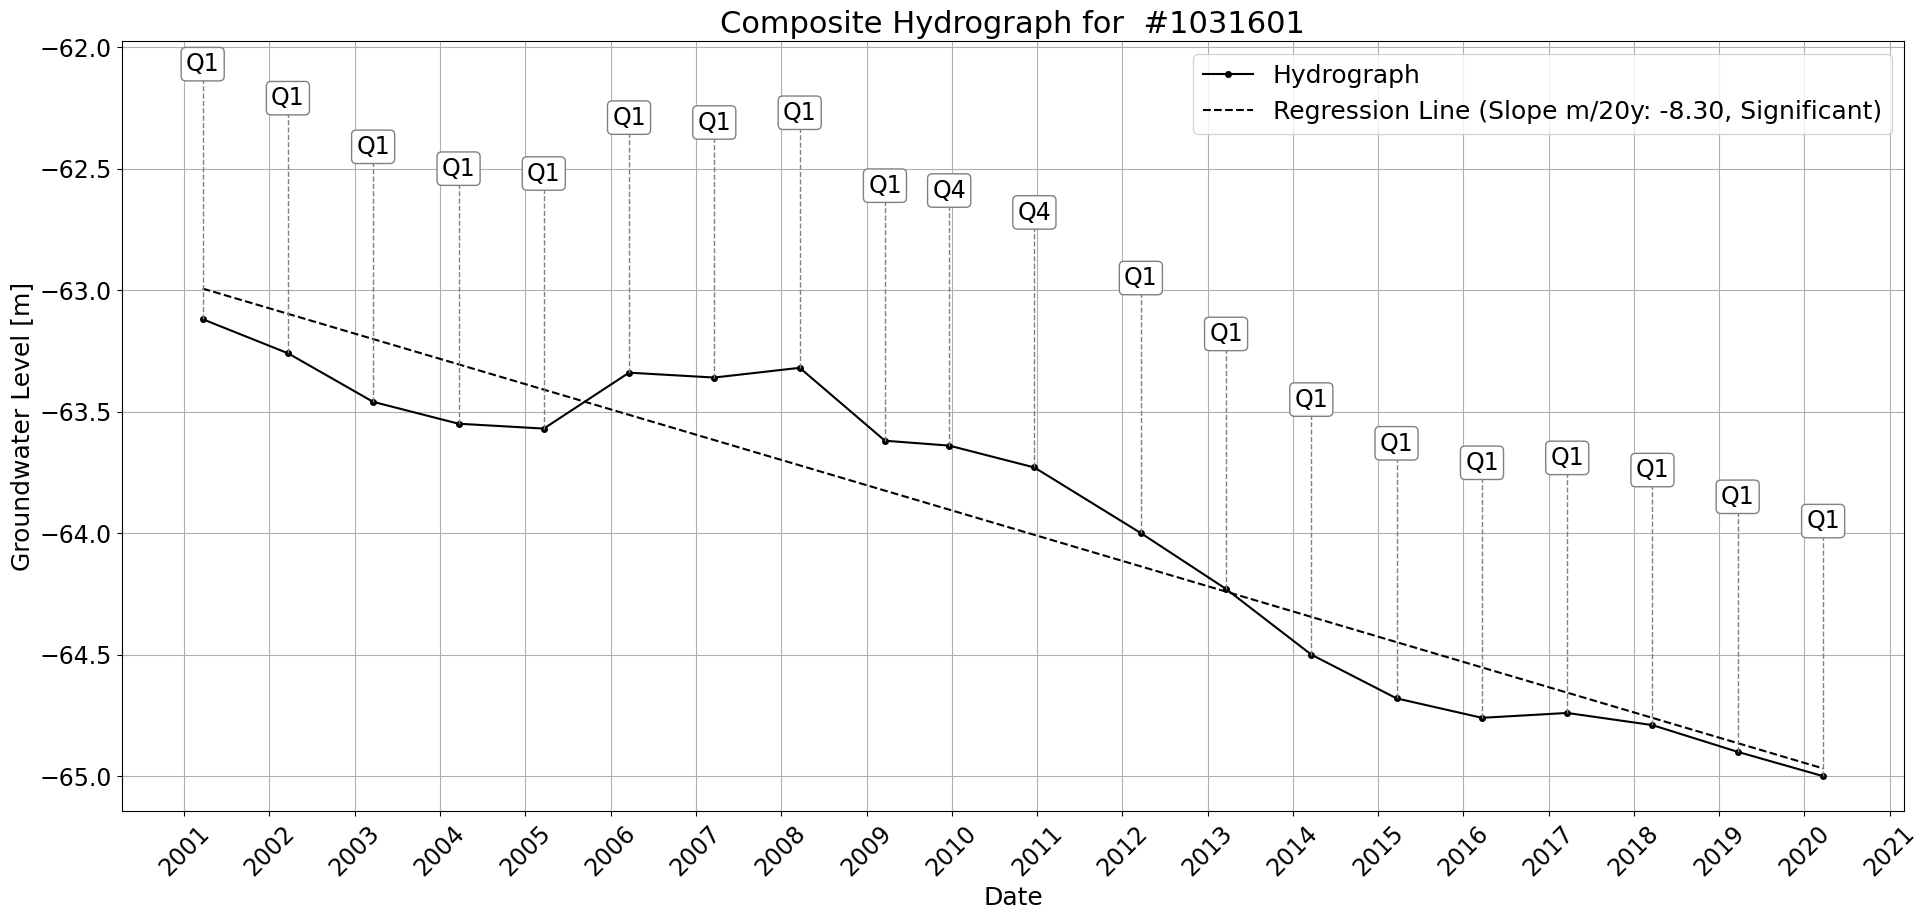 Composite Hydrograph for  #1031601
Hydrograph
Regression Line (Slope m/20y: -8.30, Significant)
Groundwater Level [m]
−62.0
−62.5
−63.0
−63.5
−64.0
−64.5
−65.0
Q1
Q1
Q1
Q1
Q1
Q1
Q1
Q1
Q1
Q4
Q4
Q1
Q1
Q1
Q1
Q1
Q1
Q1
Q1
Q1
2001
2002
2003
2004
2005
2006
2007
2008
2009
2010
2011
2012
2013
2014
2015
2016
2017
2018
2019
2020
2021
Date